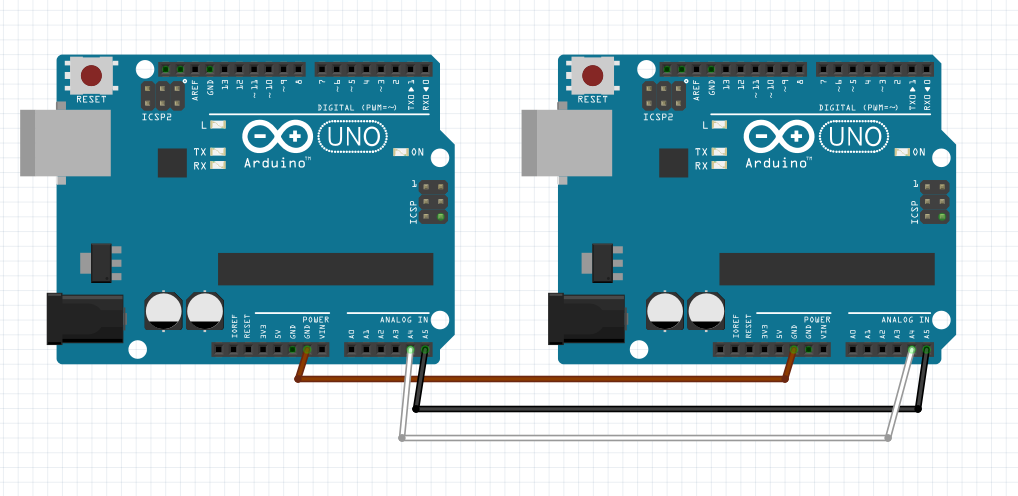 RESET
ICSP2
AREF
GND
13
12
~11
~10
~9
8
7
~6
~5
4
~3
2
TXO▶1
RXO◀0
DIGITAL (PWM=~)
L
TX
RX
UNO
Arduino™
ON
1
ICSP
POWER
ANALOG IN
IOREF
RESET
3V3
5V
GND
GND
VIN
A0
A1
A2
A3
A4
A5
RESET
ICSP2
AREF
GND
13
12
~11
~10
~9
8
7
~6
~5
4
~3
2
TXO▶1
RXO◀0
DIGITAL (PWM=~)
L
TX
RX
UNO
Arduino™
ON
1
ICSP
POWER
ANALOG IN
IOREF
RESET
3V3
5V
GND
GND
VIN
A0
A1
A2
A3
A4
A5